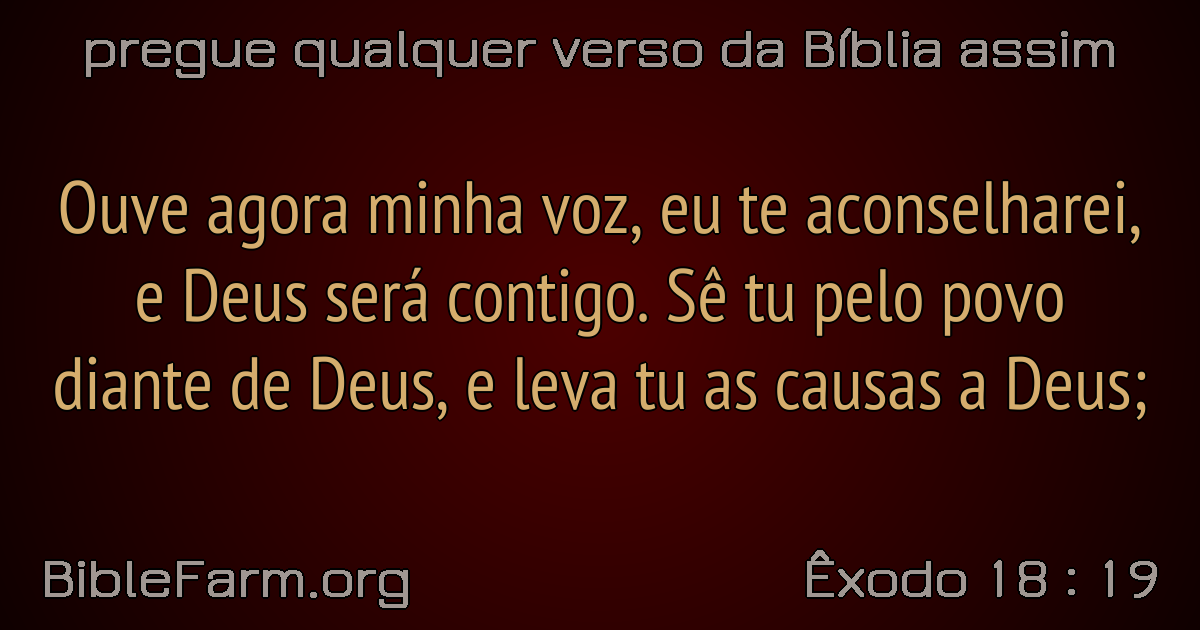 pregue qualquer verso da Bíblia assim
Ouve agora minha voz, eu te aconselharei,
e Deus será contigo. Sê tu pelo povo
diante de Deus, e leva tu as causas a Deus;
BibleFarm.org
Êxodo 18 : 19